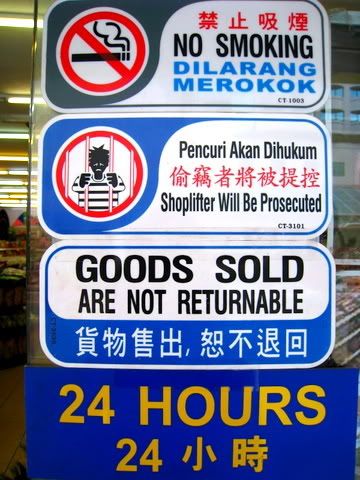 禁止吸煙
NO SMOKING
DILARANG
MEROKOK
CT-1003
Pencuri Akan Dihukum
偷竊者將被提控
Shoplifter Will Be Prosecuted
CT-3101
GOODS SOLD
ARE NOT RETURNABLE
貨物售出, 恕不退回
24 HOURS
24 小時